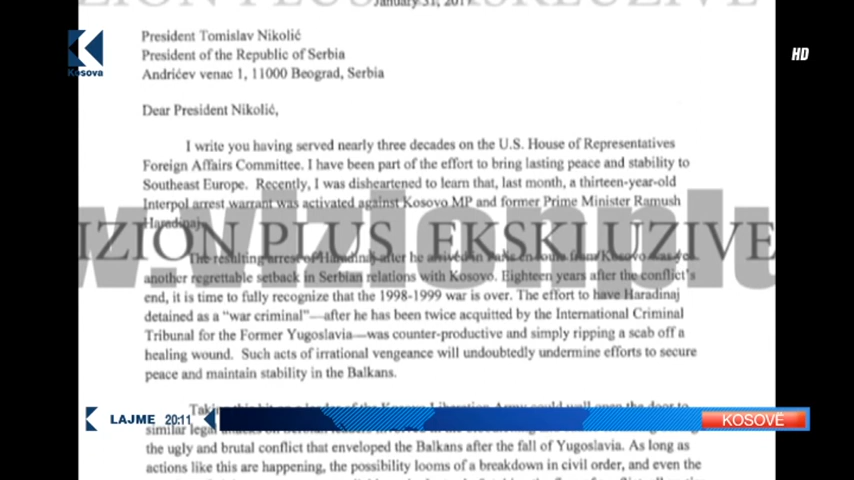 January 31, 2017
President Tomislav Nikolić
President of the Republic of Serbia
Andrićev venac 1, 11000 Beograd, Serbia
Kosova
HD
Dear President Nikolić,
I write you having served nearly three decades on the U.S. House of Representatives
Foreign Affairs Committee. I have been part of the effort to bring lasting peace and stability to
Southeast Europe. Recently, I was disheartened to learn that, last month, a thirteen-year-old
Interpol arrest warrant was activated against Kosovo MP and former Prime Minister Ramush
Haradinaj.
IZION PLUS EKSKLUZIVE
w.vizionplu
The resulting arrest of Haradinaj after he arrived in Paris en route from Kosovo was yet
another regrettable setback in Serbian relations with Kosovo. Eighteen years after the conflict's
end, it is time to fully recognize that the 1998-1999 war is over. The effort to have Haradinaj
detained as a "war criminal"—after he has been twice acquitted by the International Criminal
Tribunal for the Former Yugoslavia—was counter-productive and simply ripping a scab off a
healing wound. Such acts of irrational vengeance will undoubtedly undermine efforts to secure
peace and maintain stability in the Balkans.
LAJME 20:11
KOSOVË
similar legal
the ugly and brutal conflict that enveloped the Balkans after the fall of Yugoslavia. As long as
actions like this are happening, the possibility looms of a breakdown in civil order, and even the